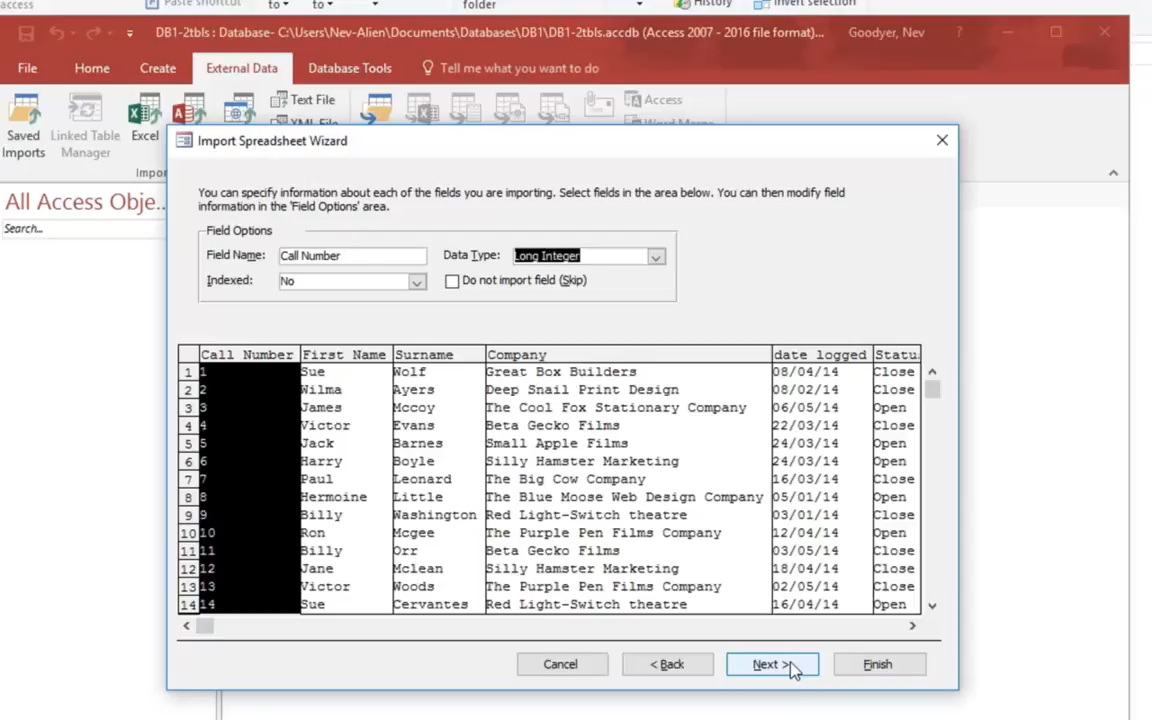 access
Paste shortcut
to
to
folder
History
Invert selection
DB1-2tbls : Database- C:\Users\Nev-Alien\Documents\Databases\DB1\DB1-2tbls.accdb (Access 2007 - 2016 file format)...
Goodyer, Nev
?
File Home Create External Data Database Tools Tell me what you want to do
Saved Imports
Linked Table Manager
Excel
Text File
XML File
Access
Word Merge
Impor
All Access Obje...
Search...
Import Spreadsheet Wizard
You can specify information about each of the fields you are importing. Select fields in the area below. You can then modify field
information in the 'Field Options' area.
Field Options
Field Name: Call Number Data Type: Long Integer
Indexed: No Do not import field (Skip)
Call Number First Name Surname Company date logged Statu
1 1 Sue Wolf Great Box Builders 08/04/14 Close
2 2 Wilma Ayers Deep Snail Print Design 08/02/14 Close
3 3 James Mccoy The Cool Fox Stationary Company 06/05/14 Open
4 4 Victor Evans Beta Gecko Films 22/03/14 Close
5 5 Jack Barnes Small Apple Films 24/03/14 Open
6 6 Harry Boyle Silly Hamster Marketing 24/03/14 Open
7 7 Paul Leonard The Big Cow Company 16/03/14 Close
8 8 Hermoine Little The Blue Moose Web Design Company 05/01/14 Open
9 9 Billy Washington Red Light-Switch theatre 03/01/14 Close
10 10 Ron Mcgee The Purple Pen Films Company 12/04/14 Open
11 11 Billy Orr Beta Gecko Films 03/05/14 Close
12 12 Jane Mclean Silly Hamster Marketing 18/04/14 Close
13 13 Victor Woods The Purple Pen Films Company 02/05/14 Close
14 14 Sue Cervantes Red Light-Switch theatre 16/04/14 Open
Cancel < Back Next > Finish